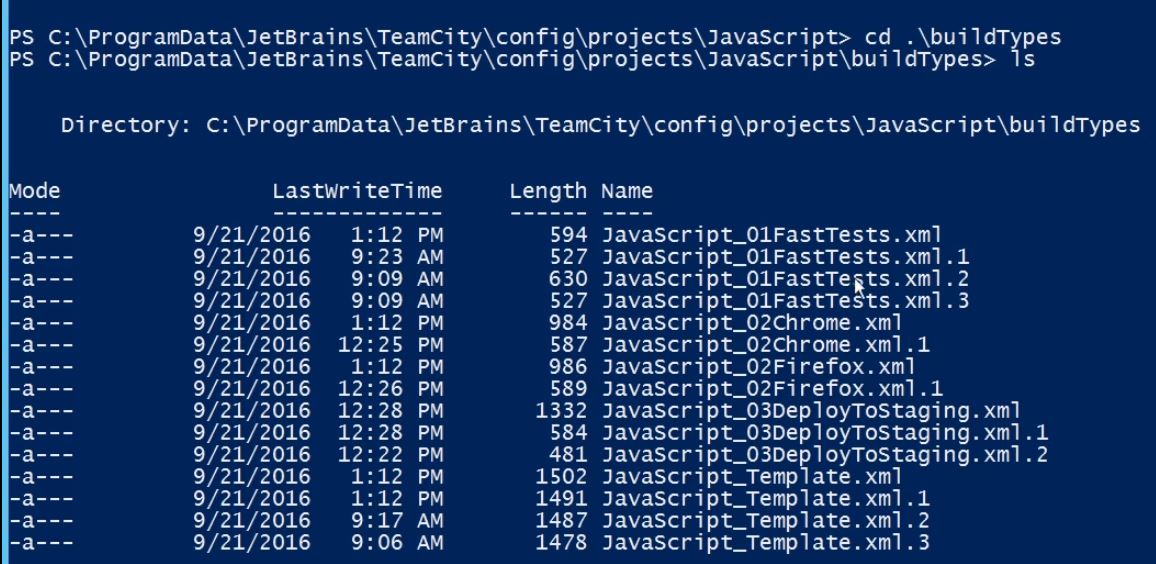 PS C:\ProgramData\JetBrains\TeamCity\config\projects\JavaScript> cd .\buildTypes
PS C:\ProgramData\JetBrains\TeamCity\config\projects\JavaScript\buildTypes> ls
Directory: C:\ProgramData\JetBrains\TeamCity\config\projects\JavaScript\buildTypes
Mode LastWriteTime Length Name
---- ------------- ------ ----
-a--- 9/21/2016 1:12 PM 594 JavaScript_01FastTests.xml
-a--- 9/21/2016 9:23 AM 527 JavaScript_01FastTests.xml.1
-a--- 9/21/2016 9:09 AM 630 JavaScript_01FastTests.xml.2
-a--- 9/21/2016 9:09 AM 527 JavaScript_01FastTests.xml.3
-a--- 9/21/2016 1:12 PM 984 JavaScript_02Chrome.xml
-a--- 9/21/2016 12:25 PM 587 JavaScript_02Chrome.xml.1
-a--- 9/21/2016 1:12 PM 986 JavaScript_02Firefox.xml
-a--- 9/21/2016 12:26 PM 589 JavaScript_02Firefox.xml.1
-a--- 9/21/2016 12:28 PM 1332 JavaScript_03DeployToStaging.xml
-a--- 9/21/2016 12:28 PM 584 JavaScript_03DeployToStaging.xml.1
-a--- 9/21/2016 12:22 PM 481 JavaScript_03DeployToStaging.xml.2
-a--- 9/21/2016 1:12 PM 1502 JavaScript_Template.xml
-a--- 9/21/2016 1:12 PM 1491 JavaScript_Template.xml.1
-a--- 9/21/2016 9:17 AM 1487 JavaScript_Template.xml.2
-a--- 9/21/2016 9:06 AM 1478 JavaScript_Template.xml.3